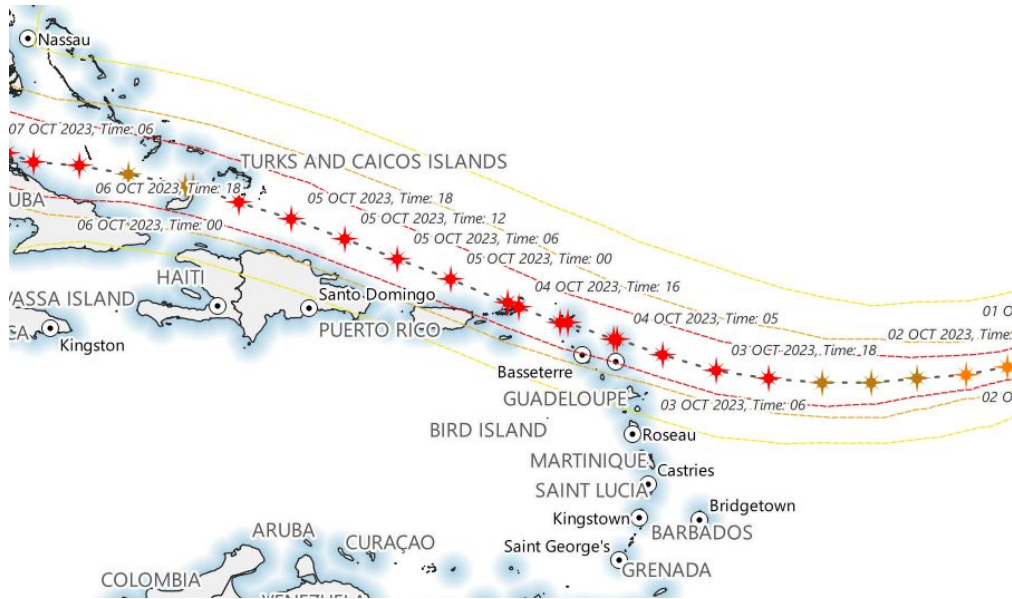 Nassau
07 OCT 2023, Time: 06
TURKS AND CAICOS ISLANDS
06 OCT 2023, Time: 18
05 OCT 2023, Time: 18
UBA
06 OCT 2023, Time: 00
05 OCT 2023, Time: 12
05 OCT 2023, Time: 06
05 OCT 2023, Time: 00
HAITI
04 OCT 2023, Time: 16
VASSA ISLAND
Santo Domingo
01 O
CA
Kingston
PUERTO RICO
04 OCT 2023, Time: 05
02 OCT 2023, Time:
03 OCT 2023, Time: 18
Basseterre
GUADELOUPE
03 OCT 2023, Time: 06
02 O
BIRD ISLAND
Roseau
MARTINIQUE
Castries
SAINT LUCIA
Bridgetown
Kingstown
BARBADOS
ARUBA
CURAÇAO
Saint George's
GRENADA
COLOMBIA
VENEZUELA